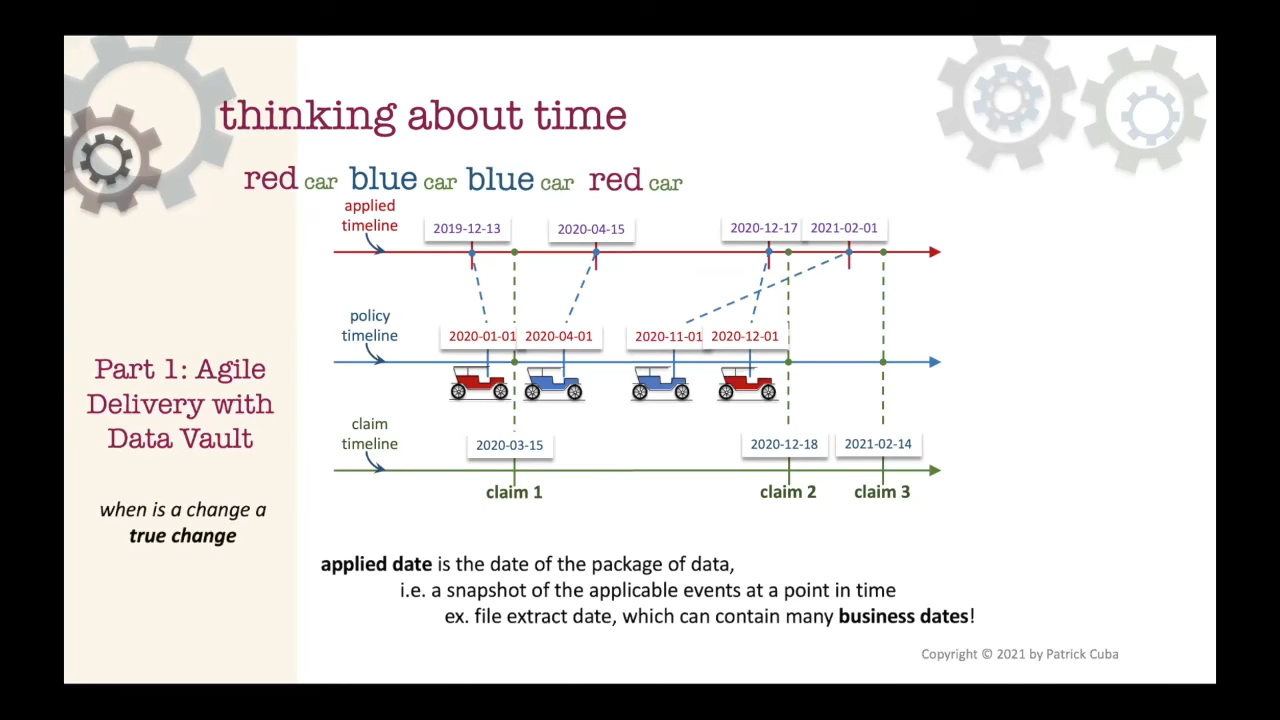 thinking about time
red car blue car blue car red car
applied
timeline
2019-12-13
2020-04-15
2020-12-17
2021-02-01
policy
timeline
2020-01-01
2020-04-01
2020-11-01
2020-12-01
Part 1: Agile
Delivery with
Data Vault
claim
timeline
2020-03-15
2020-12-18
2021-02-14
claim 1
claim 2
claim 3
when is a change a
true change
applied date is the date of the package of data,
i.e. a snapshot of the applicable events at a point in time
ex. file extract date, which can contain many business dates!
Copyright © 2021 by Patrick Cuba